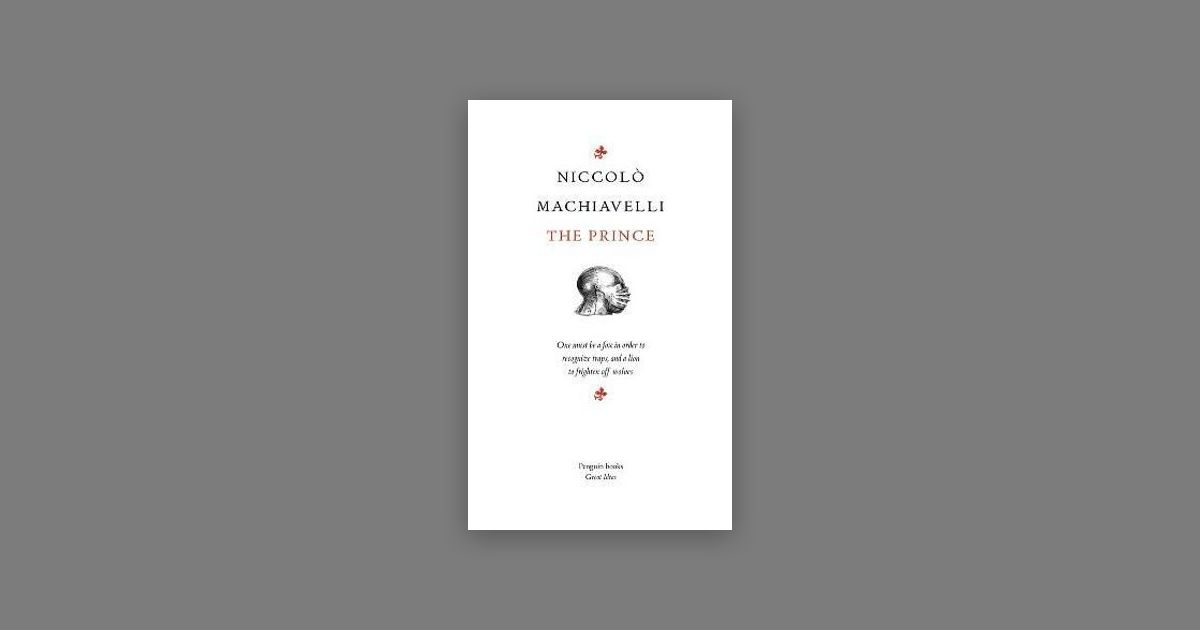 NICCOLÒ
MACHIAVELLI
THE PRINCE
One must be a fox in order to
recognize traps, and a lion
to frighten off wolves
Penguin books
Great Ideas